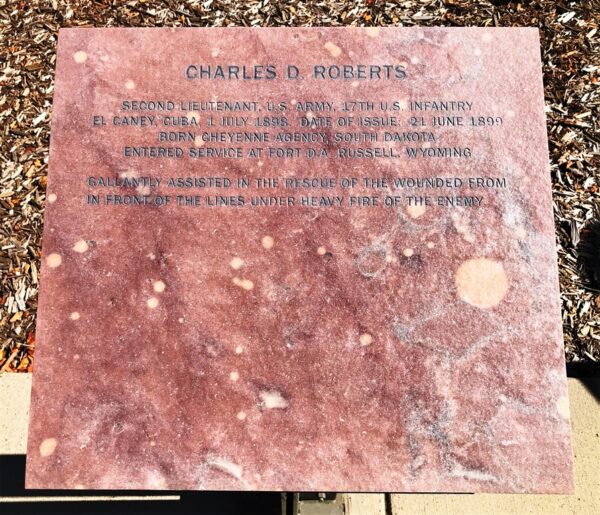 CHARLES D. ROBERTS
SECOND LIEUTENANT, U.S. ARMY, 17TH U.S. INFANTRY
EL CANEY, CUBA, 1 JULY 1898. DATE OF ISSUE: 21 JUNE 1899
BORN CHEYENNE AGENCY, SOUTH DAKOTA
ENTERED SERVICE AT FORT D.A. RUSSELL, WYOMING
GALLANTLY ASSISTED IN THE RESCUE OF THE WOUNDED FROM
IN FRONT OF THE LINES UNDER HEAVY FIRE OF THE ENEMY